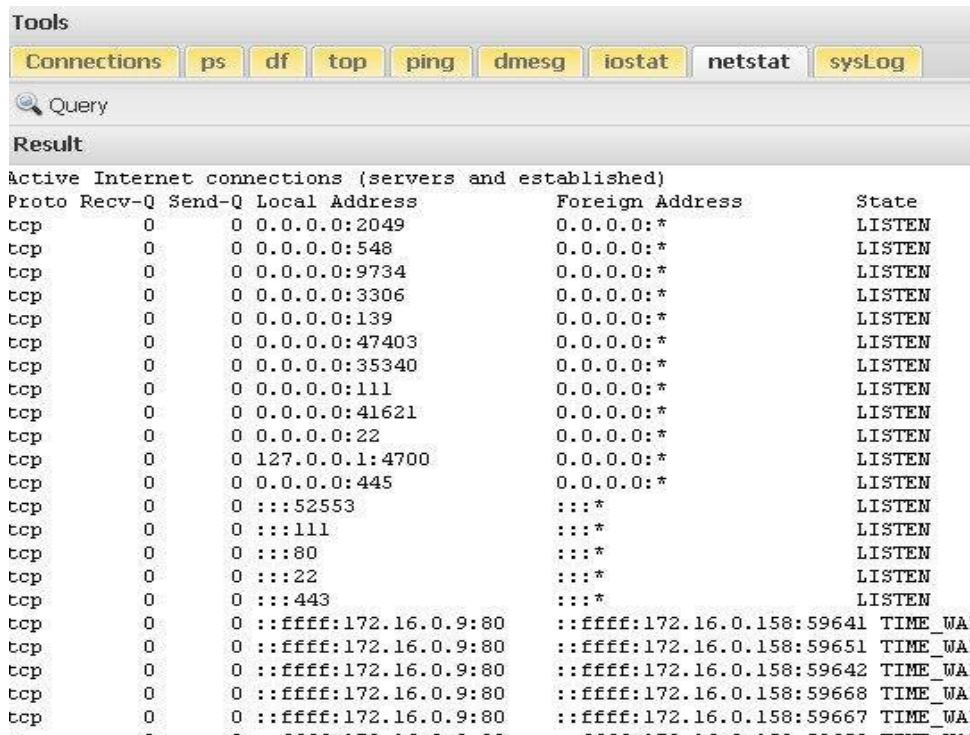 Tools
Connections ps df top ping dmesg iostat netstat sysLog
Query
Result
Active Internet connections (servers and established)
Proto Recv-Q Send-Q Local Address Foreign Address State
tcp 0 0 0.0.0.0:2049 0.0.0.0:* LISTEN
tcp 0 0 0.0.0.0:548 0.0.0.0:* LISTEN
tcp 0 0 0.0.0.0:9734 0.0.0.0:* LISTEN
tcp 0 0 0.0.0.0:3306 0.0.0.0:* LISTEN
tcp 0 0 0.0.0.0:139 0.0.0.0:* LISTEN
tcp 0 0 0.0.0.0:47403 0.0.0.0:* LISTEN
tcp 0 0 0.0.0.0:35340 0.0.0.0:* LISTEN
tcp 0 0 0.0.0.0:111 0.0.0.0:* LISTEN
tcp 0 0 0.0.0.0:41621 0.0.0.0:* LISTEN
tcp 0 0 0.0.0.0:22 0.0.0.0:* LISTEN
tcp 0 0 127.0.0.1:4700 0.0.0.0:* LISTEN
tcp 0 0 0.0.0.0:445 0.0.0.0:* LISTEN
tcp 0 0 :::52553 :::* LISTEN
tcp 0 0 :::111 :::* LISTEN
tcp 0 0 :::80 :::* LISTEN
tcp 0 0 :::22 :::* LISTEN
tcp 0 0 :::443 :::* LISTEN
tcp 0 0 ::ffff:172.16.0.9:80 ::ffff:172.16.0.158:59641 TIME_WA
tcp 0 0 ::ffff:172.16.0.9:80 ::ffff:172.16.0.158:59651 TIME_WA
tcp 0 0 ::ffff:172.16.0.9:80 ::ffff:172.16.0.158:59642 TIME_WA
tcp 0 0 ::ffff:172.16.0.9:80 ::ffff:172.16.0.158:59668 TIME_WA
tcp 0 0 ::ffff:172.16.0.9:80 ::ffff:172.16.0.158:59667 TIME_WA